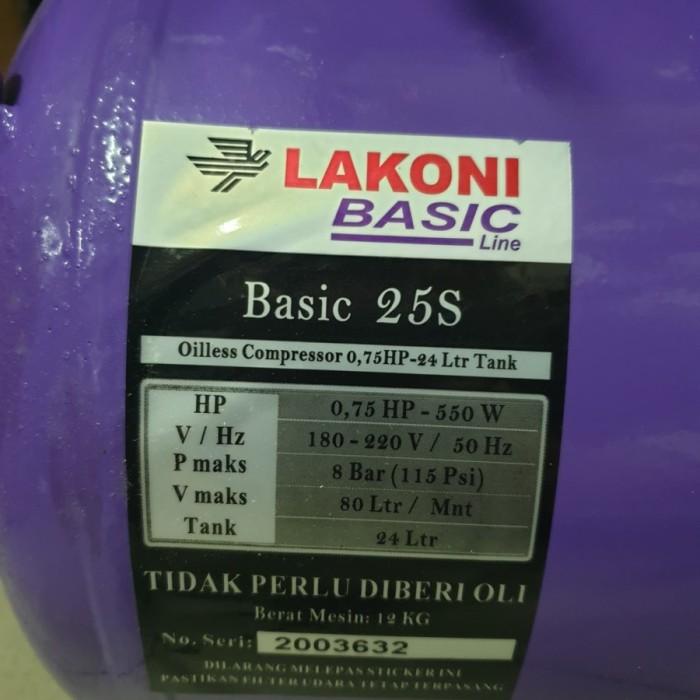 LAKONI
BASIC
Line
Basic 25S
Oilless Compressor 0,75HP-24 Ltr Tank
HP 0,75 HP - 550 W
V / Hz 180 - 220 V / 50 Hz
P maks 8 Bar (115 Psi)
V maks 80 Ltr / Mnt
Tank 24 Ltr
TIDAK PERLU DIBERI OLI
Berat Mesin: 12 KG
No. Seri: 2003632
DILARANG MELEPAS STICKER INI
PASTIKAN FILTER UDARA TETAP TERPASANG